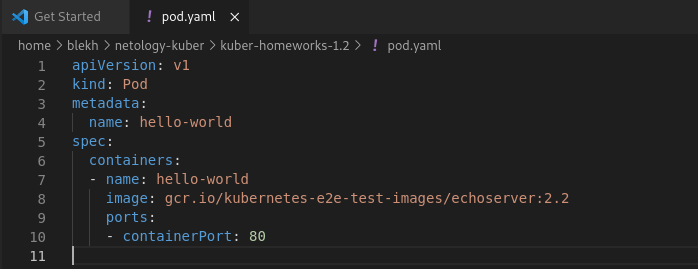 Get Started
! pod.yaml ×
home > blekh > netology-kuber > kuber-homeworks-1.2 > ! pod.yaml
1 apiVersion: v1
2 kind: Pod
3 metadata:
4   name: hello-world
5 spec:
6   containers:
7   - name: hello-world
8     image: gcr.io/kubernetes-e2e-test-images/echoserver:2.2
9     ports:
10     - containerPort: 80
11